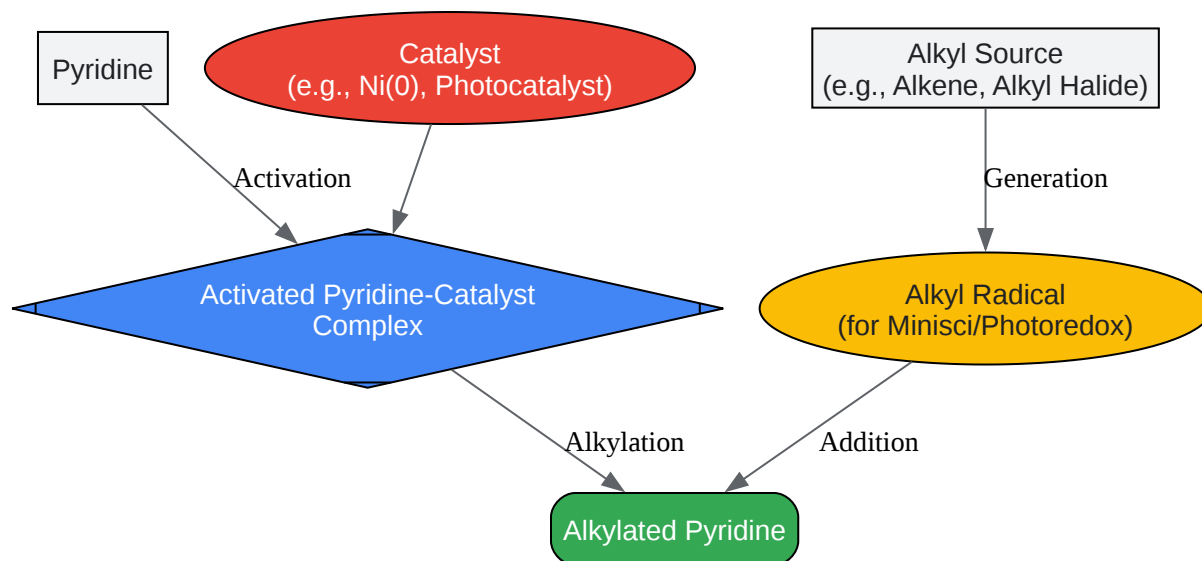 Pyridine
Catalyst
(e.g., Ni(0), Photocatalyst)
Alkyl Source
(e.g., Alkene, Alkyl Halide)
Activation
Generation
Activated Pyridine-Catalyst
Complex
Alkyl Radical
(for Minisci/Photoredox)
Alkylation
Addition
Alkylated Pyridine